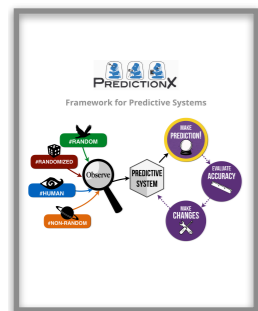 PREDICTIONX
Framework for Predictive Systems
#RANDOM
#RANDOMIZED
#HUMAN
#NON-RANDOM
Observe
PREDICTIVE
SYSTEM
MAKE
PREDICTION!
EVALUATE
ACCURACY
MAKE
CHANGES